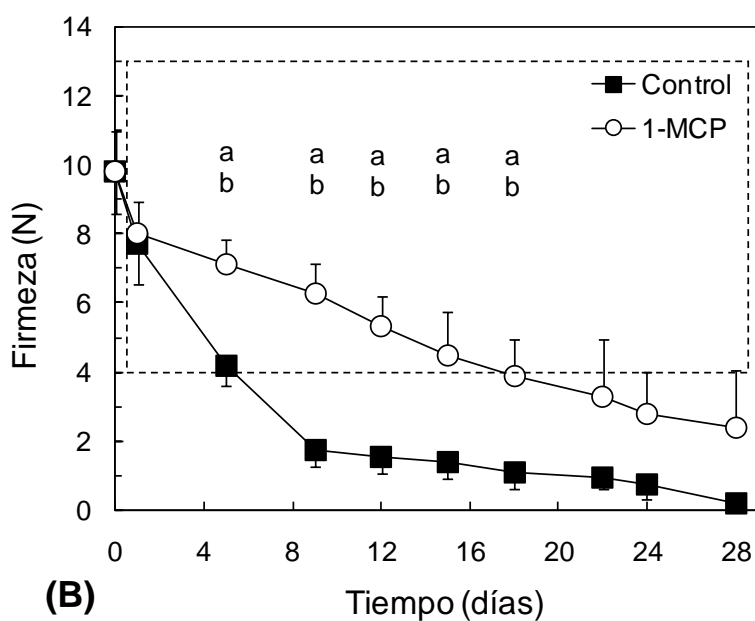 14
12
10
8
6
4
2
0
Firmeza (N)
Control
1-MCP
a a a a a
b b b b b
0 4 8 12 16 20 24 28
Tiempo (días)
(B)